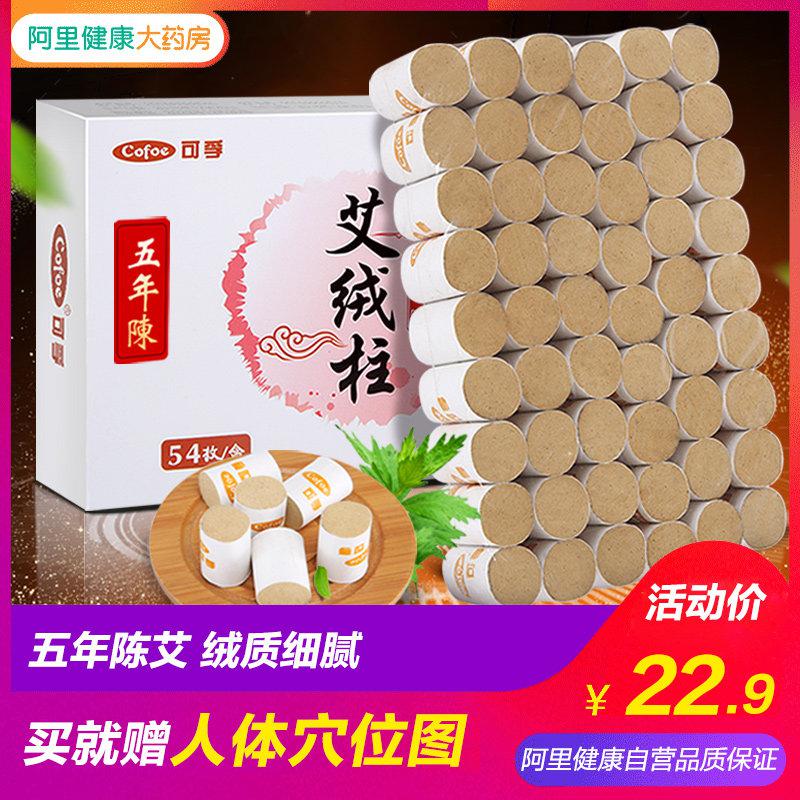 阿里健康大药房
Cofoe 可孚
五年陳
艾绒柱
Cofoe® 可孚
54枚/盒
Cofoe
活动价
五年陈艾 绒质细腻
¥ 22.9
买就赠人体穴位图
阿里健康自营品质保证